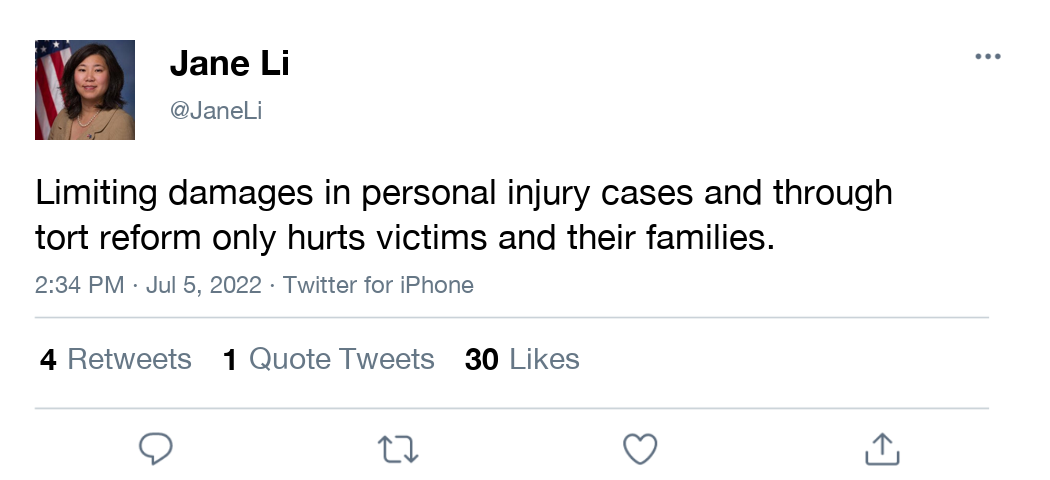 Jane Li
@JaneLi
Limiting damages in personal injury cases and through
tort reform only hurts victims and their families.
2:34 PM · Jul 5, 2022 · Twitter for iPhone
4 Retweets 1 Quote Tweets 30 Likes